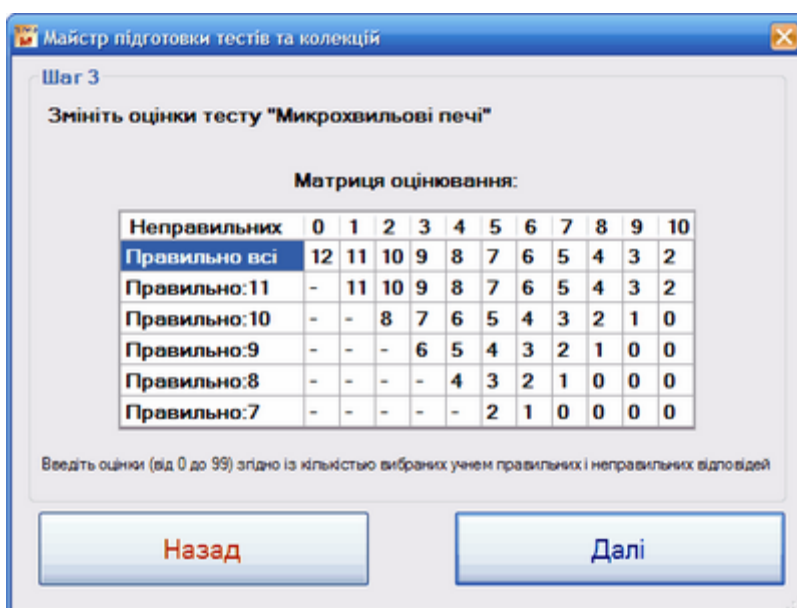 Майстр підготовки тестів та колекцій
Шаг 3
Змініть оцінки тесту "Микрохвильові печі"
Матриця оцінювання:
Неправильних 0 1 2 3 4 5 6 7 8 9 10
Правильно всі 12 11 10 9 8 7 6 5 4 3 2
Правильно:11 - 11 10 9 8 7 6 5 4 3 2
Правильно:10 - - 8 7 6 5 4 3 2 1 0
Правильно:9 - - - 6 5 4 3 2 1 0 0
Правильно:8 - - - - 4 3 2 1 0 0 0
Правильно:7 - - - - - 2 1 0 0 0 0
Введіть оцінки (від 0 до 99) згідно із кількістью вибраних учнем правильних і неправильних відповідей
Назад
Далі